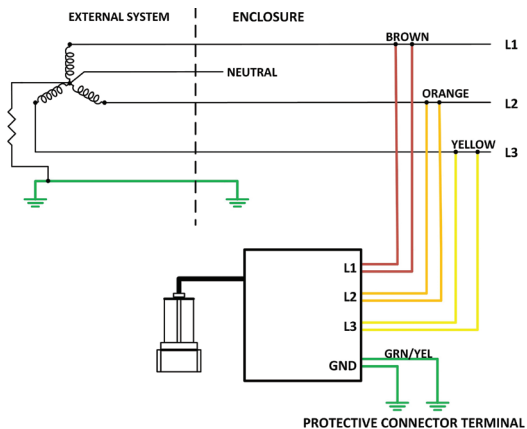 EXTERNAL SYSTEM
ENCLOSURE
BROWN
L1
NEUTRAL
ORANGE
L2
YELLOW
L3
L1
L2
L3
GRN/YEL
GND
PROTECTIVE CONNECTOR TERMINAL